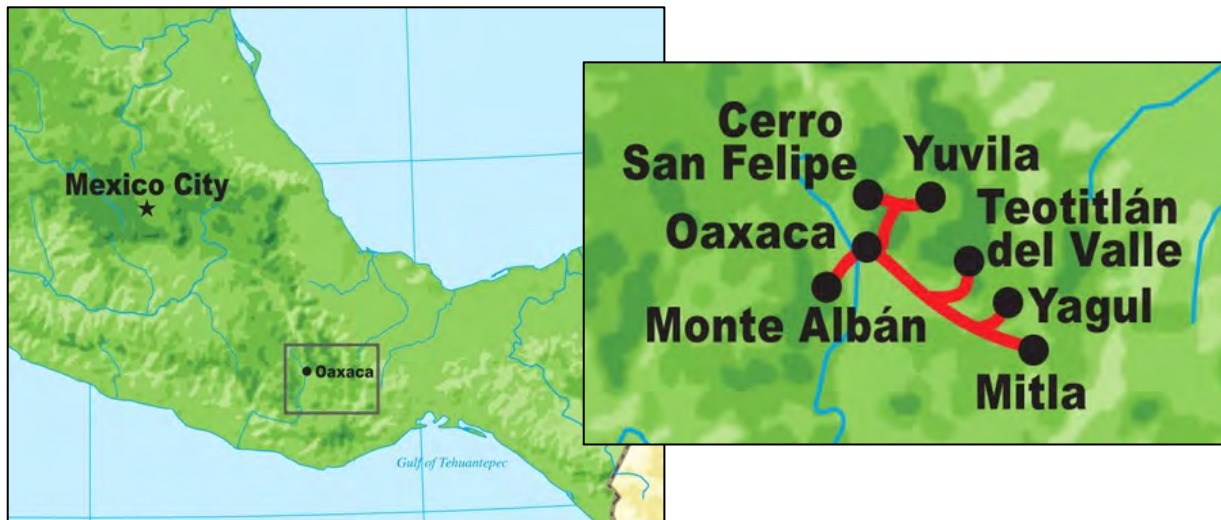 Mexico City
Oaxaca
Gulf of Tehuantepec
Cerro
San Felipe
Yuvila
Oaxaca
Teotitlán
del Valle
Monte Albán
Yagul
Mitla